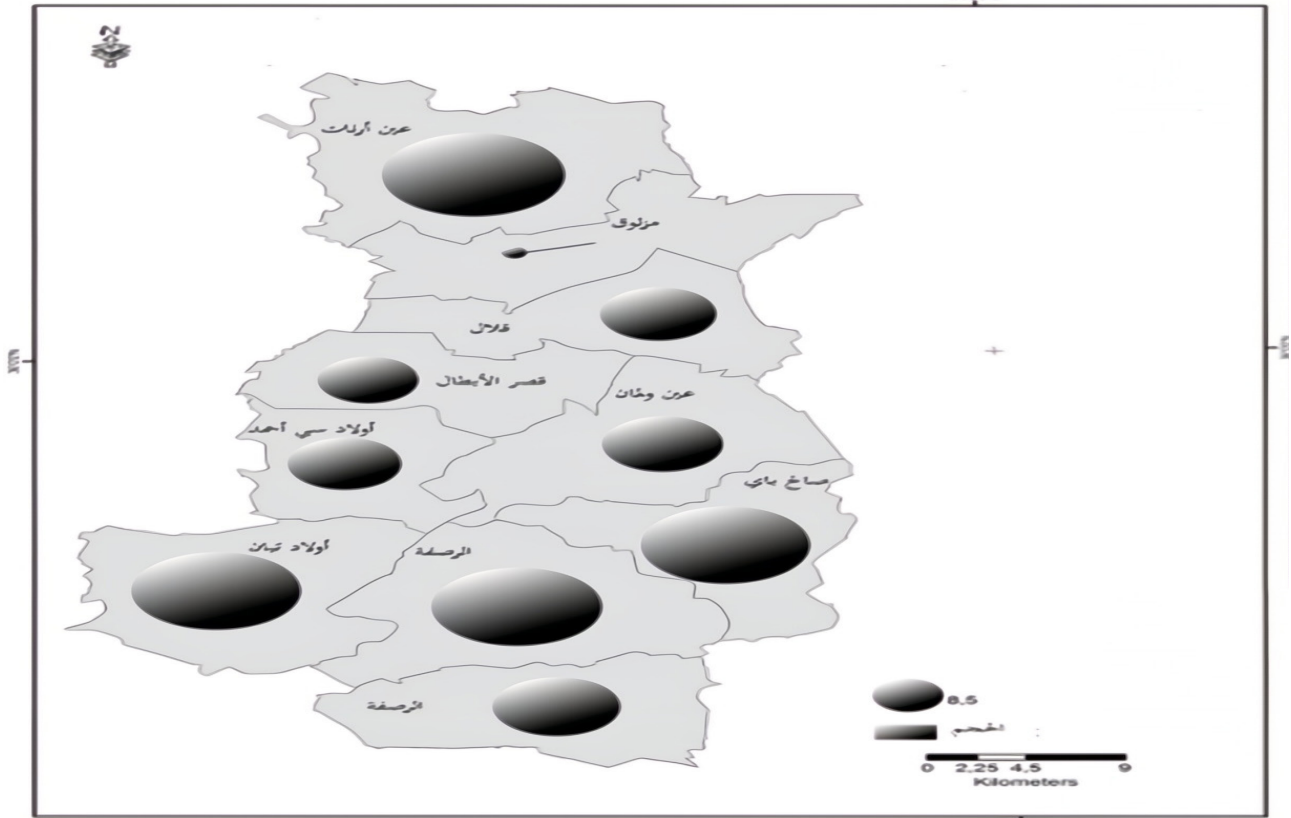 N
عين أرنات
مزلوق
قلال
قصر الأبطال
عين ولمان
أولاد سي أحمد
صالح باي
أولاد تبان
الرصفة
الرصفة
8.5
الحجم :
0 2,25 4,5 9
Kilometers